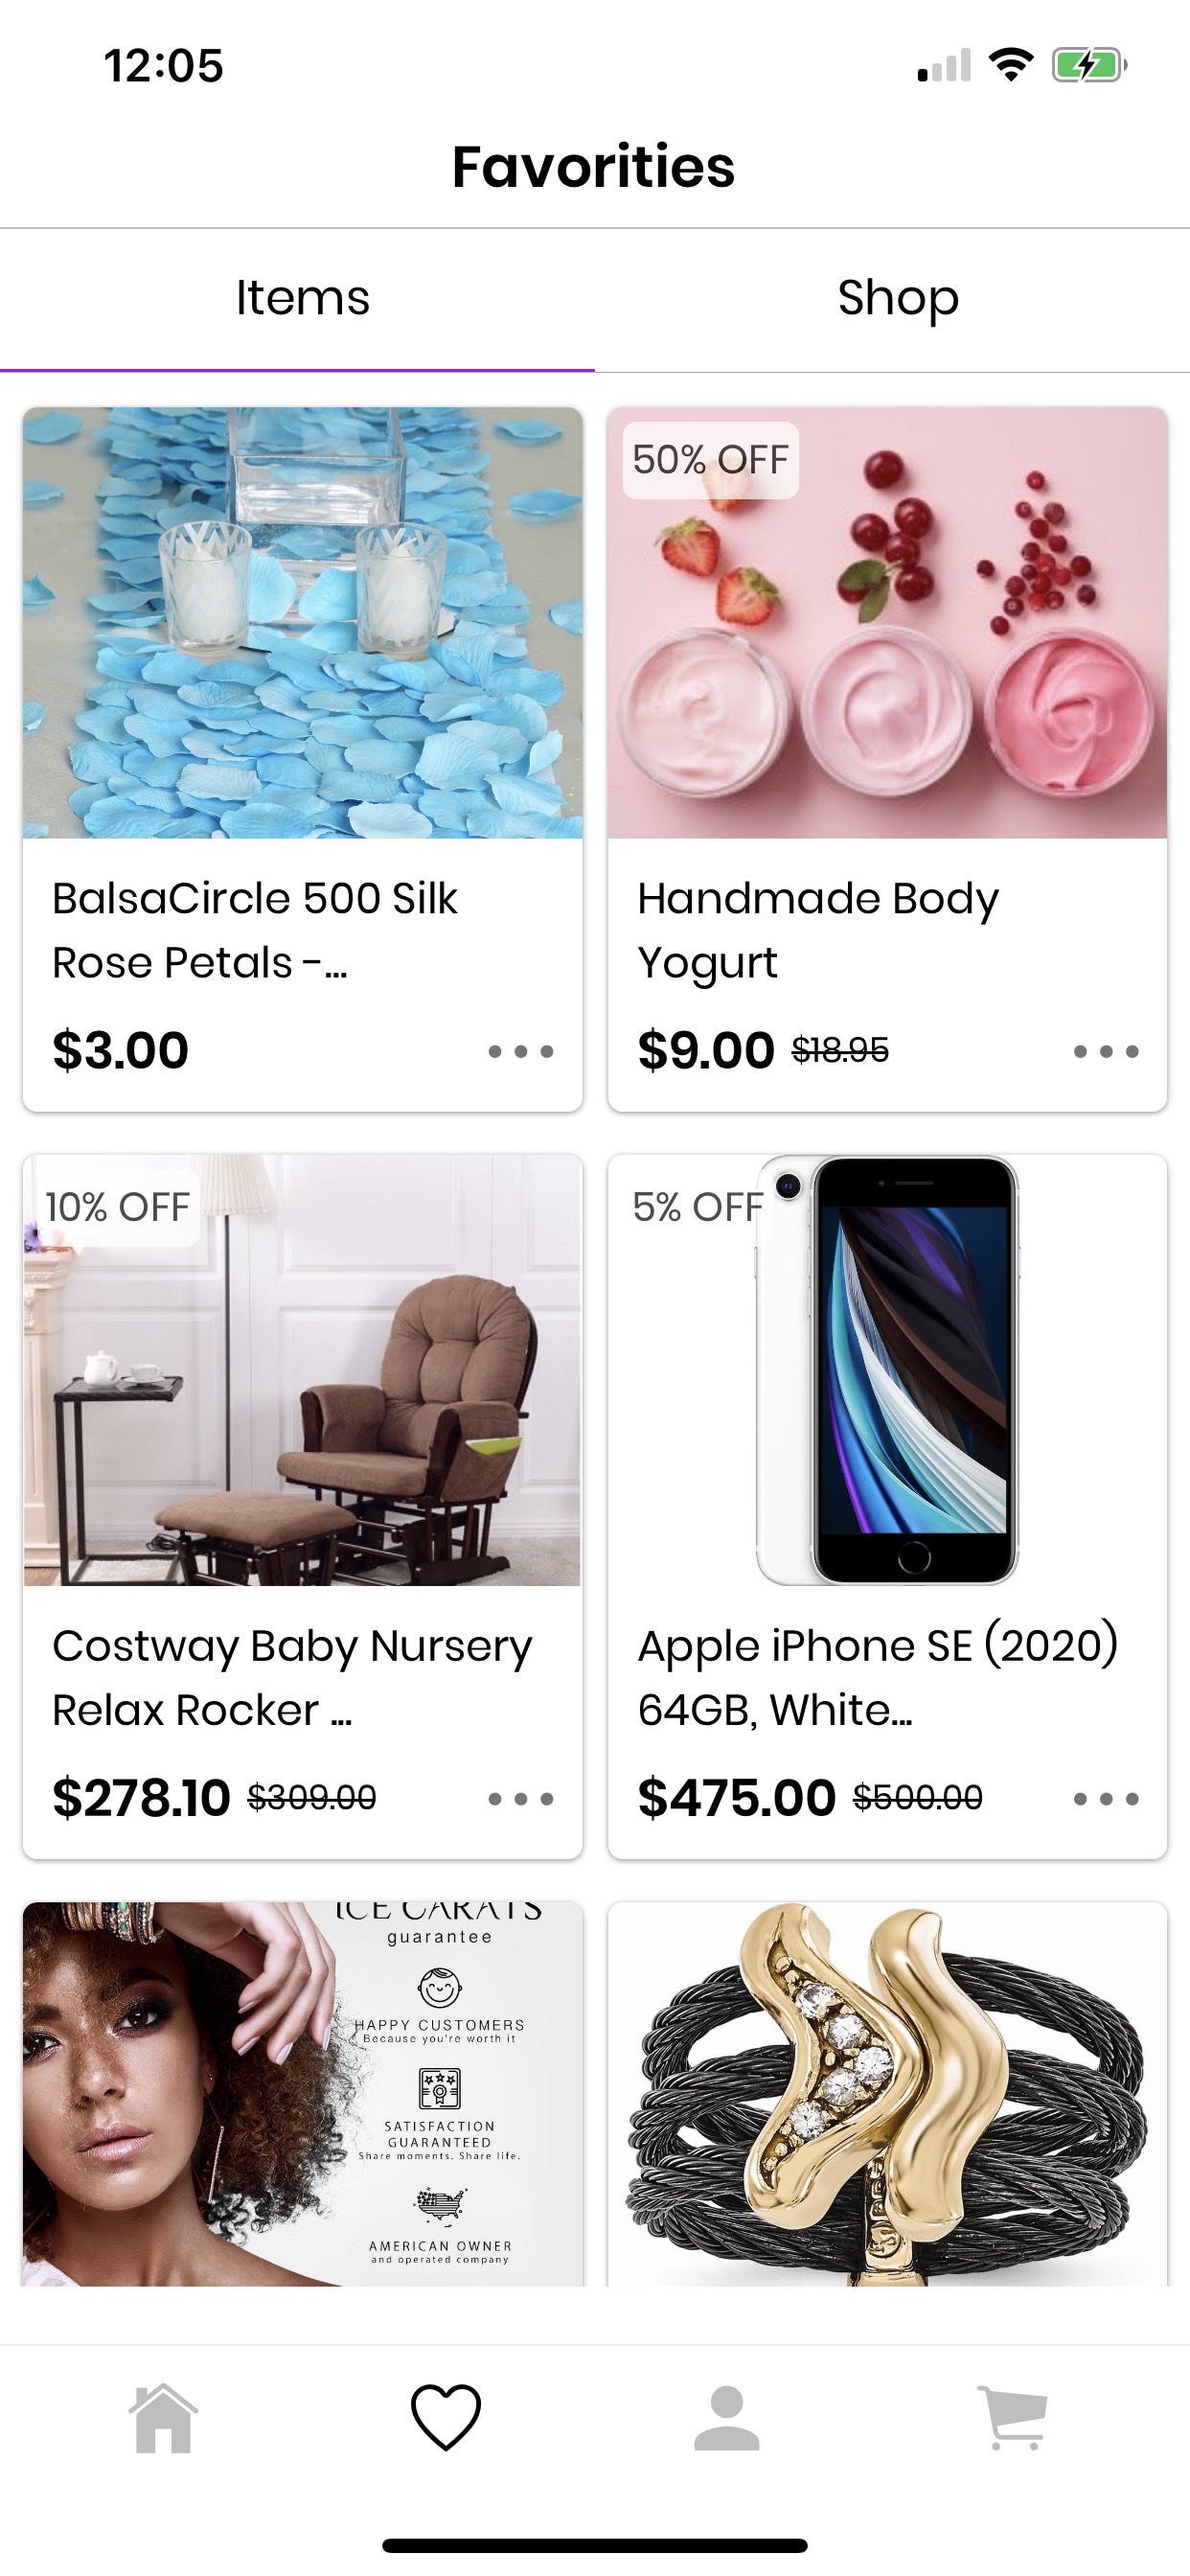 12:05
Favorities
Items
Shop
50% OFF
BalsaCircle 500 Silk
Rose Petals -...
$3.00
Handmade Body
Yogurt
$9.00 $18.95
10% OFF
5% OFF
Costway Baby Nursery
Relax Rocker ...
$278.10 $309.00
Apple iPhone SE (2020)
64GB, White...
$475.00 $500.00
ICE CARATS
guarantee
HAPPY CUSTOMERS
Because you're worth it
SATISFACTION
GUARANTEED
Share moments. Share life.
AMERICAN OWNER
and operated company